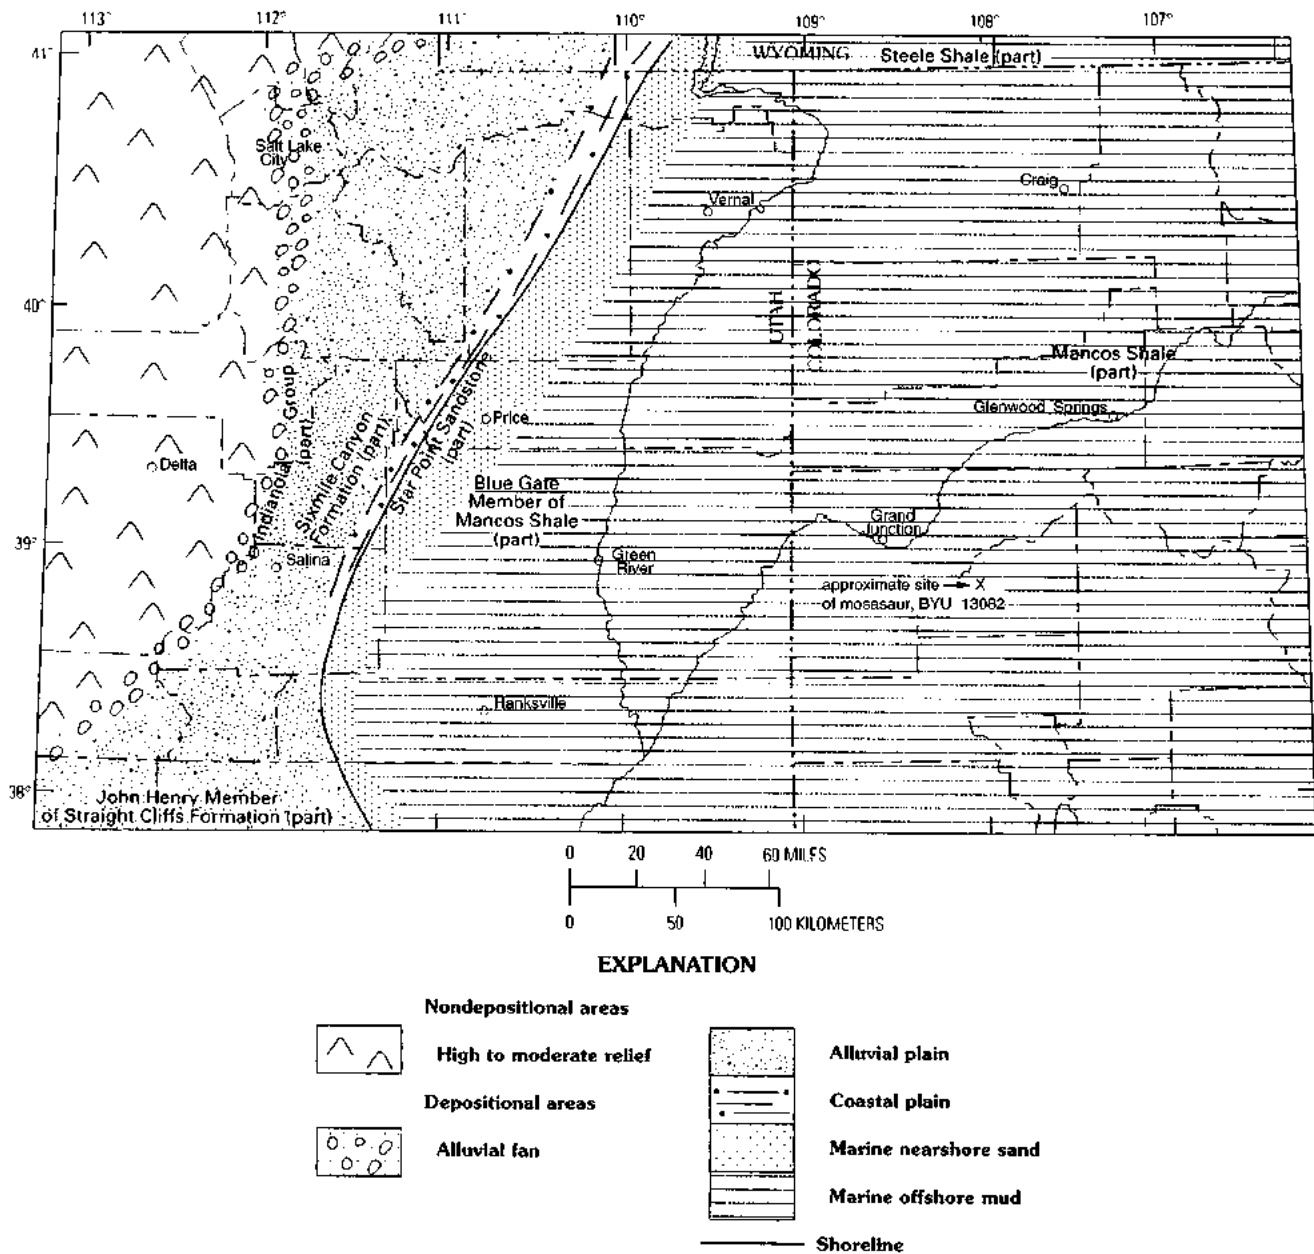 113° 112° 111° 110° 109° 108° 107°
41°
WYOMING
Steele Shale (part)
Salt Lake
City
Craig
Vernal
40°
UTAH
COLORADO
Mancos Shale
(part)
Glenwood Springs
Price
Star Point Sandstone
(part)
Indianola Group
(part)
Sixmile Canyon
Formation (part)
Delta
Blue Gate
Member of
Mancos Shale
(part)
Grand
Junction
39°
Salina
Green
River
approximate site → X
of mosasaur, BYU 13082
Hanksville
38°
John Henry Member
of Straight Cliffs Formation (part)
0 20 40 60 MILES
0 50 100 KILOMETERS
EXPLANATION
Nondepositional areas
High to moderate relief
Depositional areas
Alluvial fan
Alluvial plain
Coastal plain
Marine nearshore sand
Marine offshore mud
Shoreline